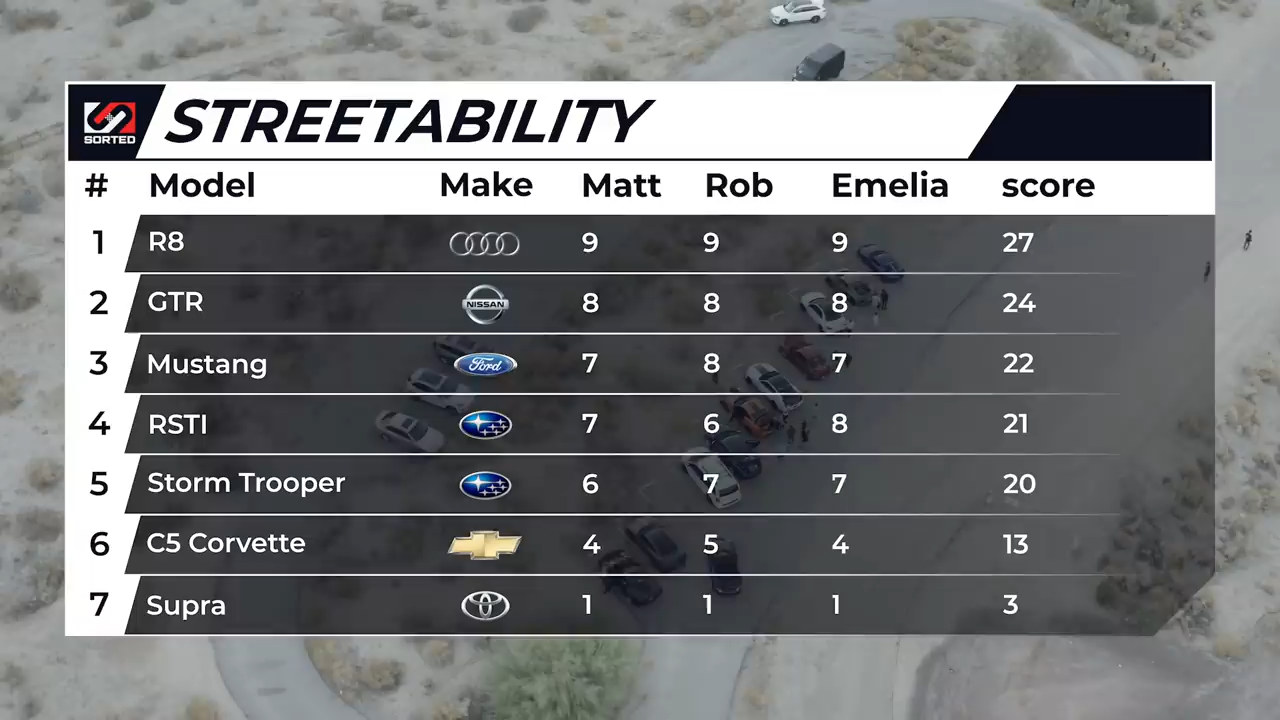 SORTED
STREETABILITY
# Model Make Matt Rob Emelia score
1 R8 9 9 9 27
2 GTR NISSAN 8 8 8 24
3 Mustang Ford 7 8 7 22
4 RSTI 7 6 8 21
5 Storm Trooper 6 7 7 20
6 C5 Corvette 4 5 4 13
7 Supra 1 1 1 3